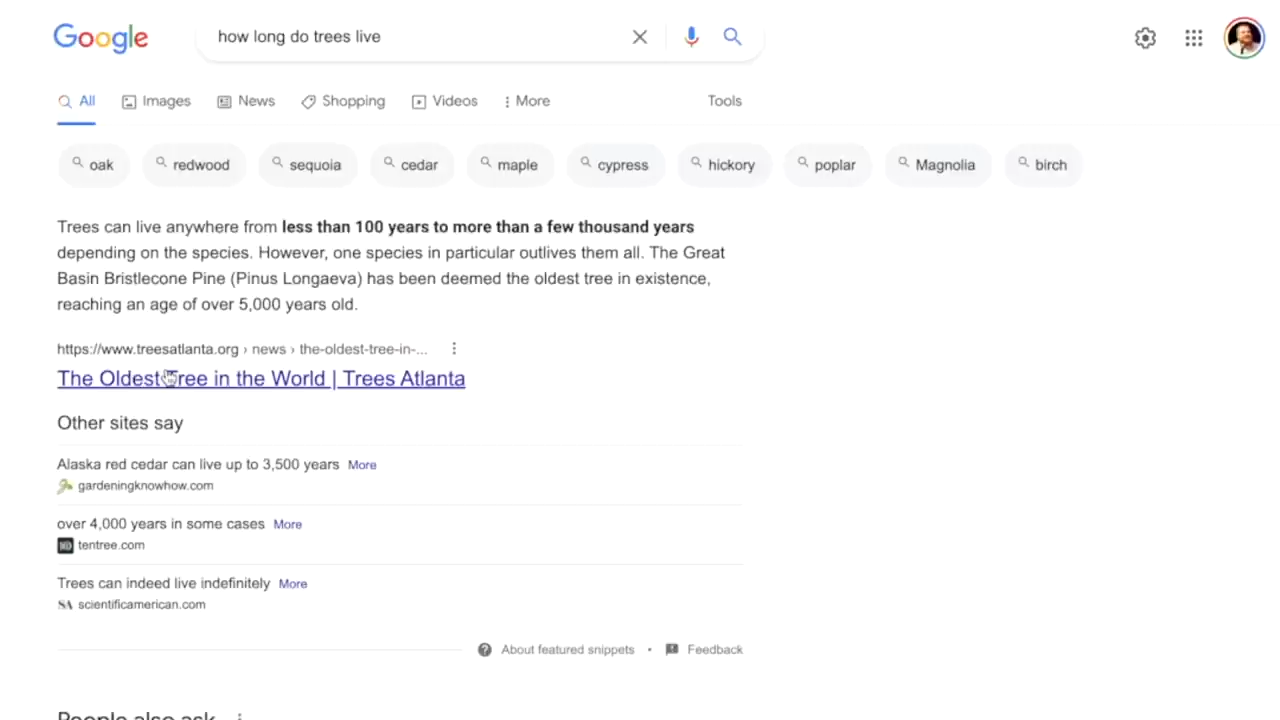 Google
how long do trees live
All Images News Shopping Videos More Tools
oak redwood sequoia cedar maple cypress hickory poplar Magnolia birch
Trees can live anywhere from less than 100 years to more than a few thousand years
depending on the species. However, one species in particular outlives them all. The Great
Basin Bristlecone Pine (Pinus Longaeva) has been deemed the oldest tree in existence,
reaching an age of over 5,000 years old.
https://www.treesatlanta.org › news › the-oldest-tree-in-...
The Oldest Tree in the World | Trees Atlanta
Other sites say
Alaska red cedar can live up to 3,500 years More
gardeningknowhow.com
over 4,000 years in some cases More
tentree.com
Trees can indeed live indefinitely More
SA scientificamerican.com
About featured snippets • Feedback
People also ask